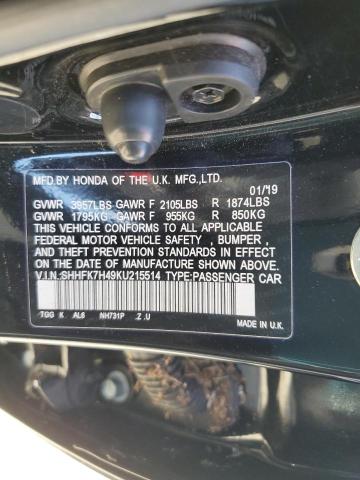 MFD.BY HONDA OF THE U.K. MFG.,LTD.
01/19
GVWR 3957LBS GAWR F 2105LBS R 1874LBS
GVWR 1795KG GAWR F 955KG R 850KG
THIS VEHICLE CONFORMS TO ALL APPLICABLE
FEDERAL MOTOR VEHICLE SAFETY , BUMPER ,
AND THEFT PREVENTION STANDARDS IN EFFECT
ON THE DATE OF MANUFACTURE SHOWN ABOVE.
V.I.N.:SHHFK7H49KU215514 TYPE:PASSENGER CAR
TGG K AL6 NH731P .Z .U
MADE IN U.K.